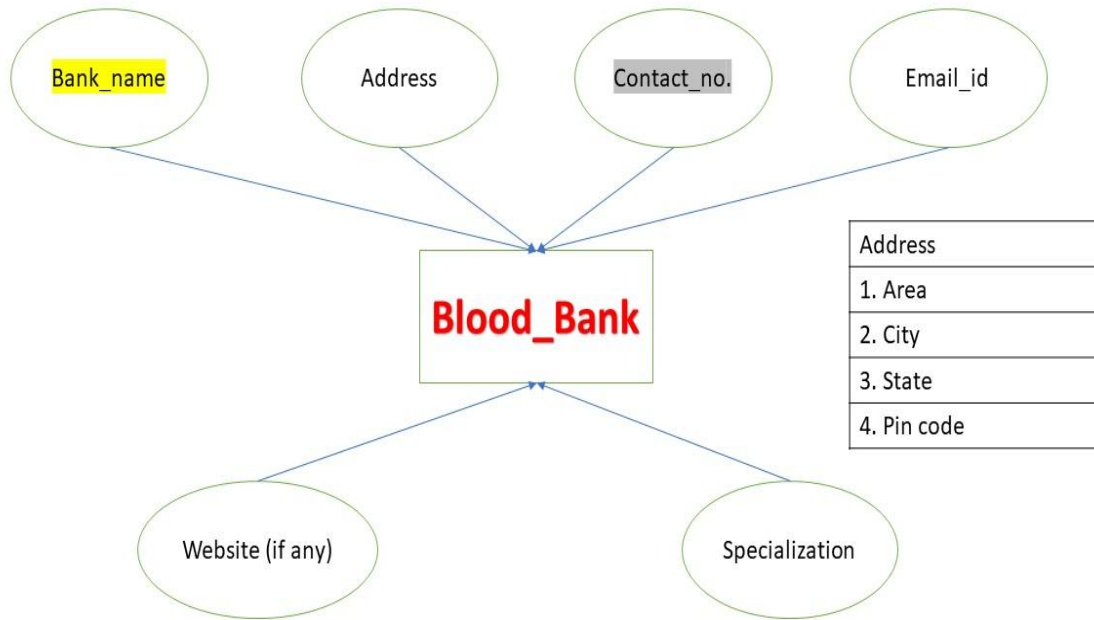 Bank_name
Address
Contact_no.
Email_id
Blood_Bank
Address
1. Area
2. City
3. State
4. Pin code
Website (if any)
Specialization